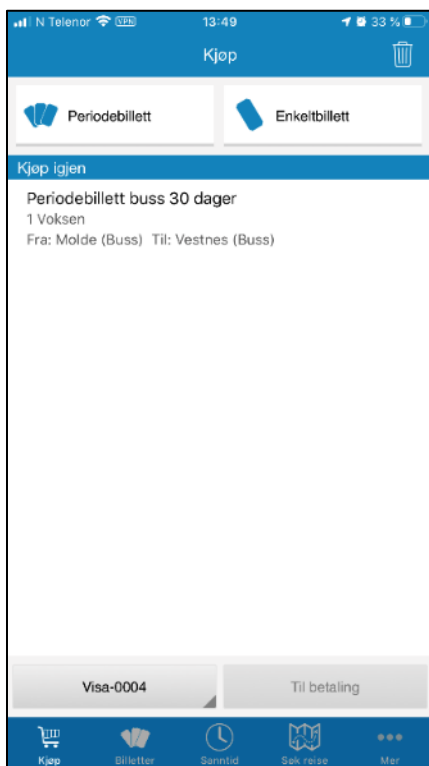 N Telenor VPN 13:49 33 %
Kjøp
Periodebillett Enkeltbillett
Kjøp igjen
Periodebillett buss 30 dager
1 Voksen
Fra: Molde (Buss) Til: Vestnes (Buss)
Visa-0004 Til betaling
Kjøp Billetter Sanntid Søk reise Mer